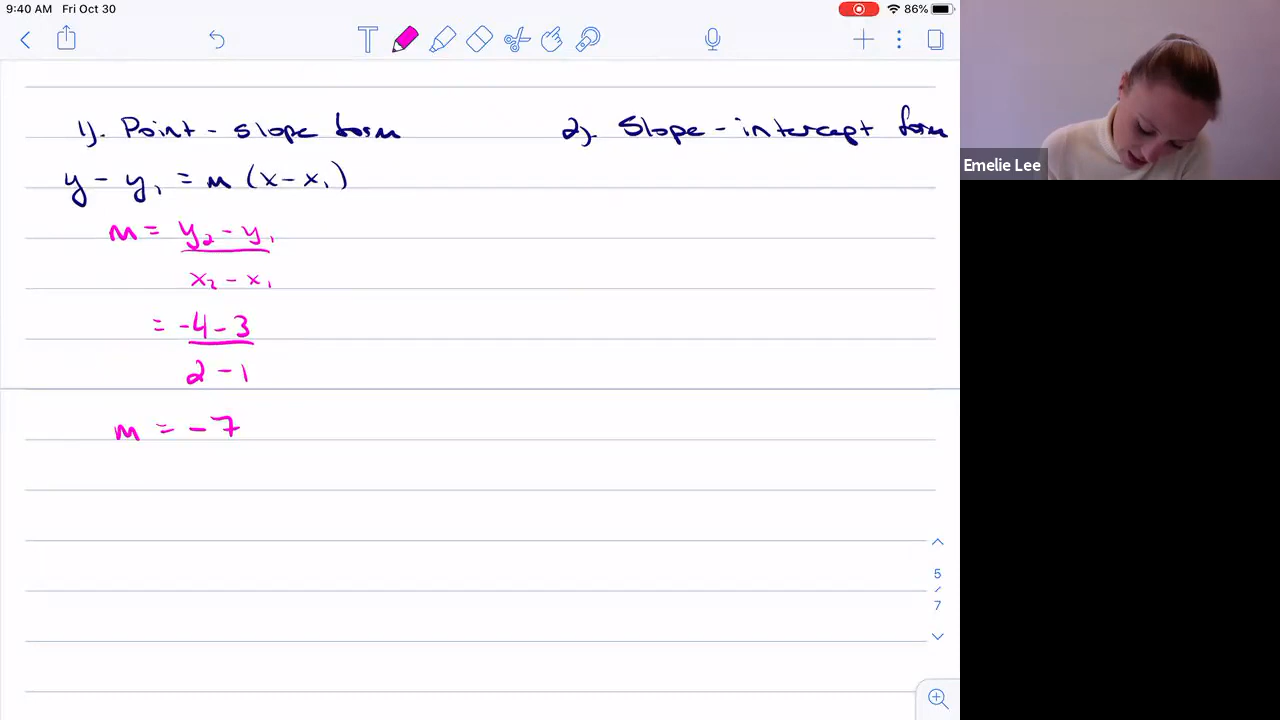 9:40 AM Fri Oct 30
86%
T
1). Point - slope form
2). Slope - intercept form
y - y₁ = m (x - x₁)
m = y₂ - y₁
x₂ - x₁
= -4 - 3
2 - 1
m = -7
Emelie Lee
5
7